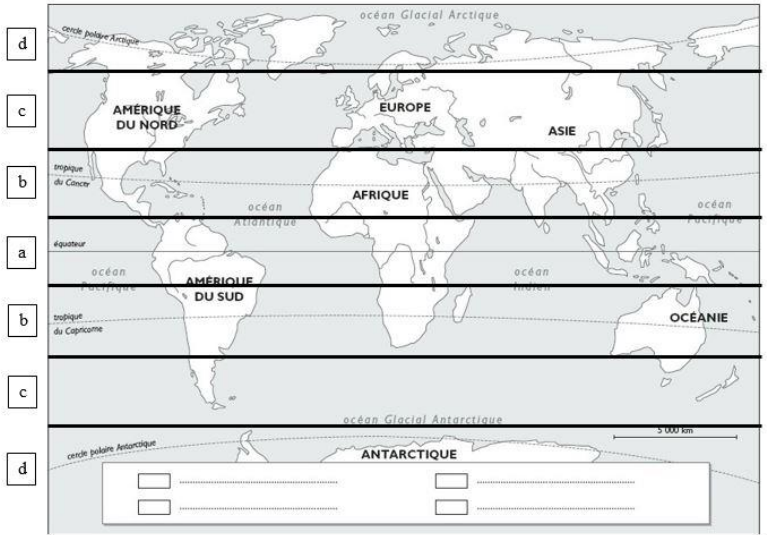 océan Glacial Arctique
cercle polaire Arctique
d
c
AMÉRIQUE
DU NORD
EUROPE
ASIE
b
tropique
du Cancer
AFRIQUE
océan
Atlantique
océan
Pacifique
a
équateur
océan
Pacifique
AMÉRIQUE
DU SUD
océan
Indien
b
tropique
du Capricorne
OCÉANIE
c
océan Glacial Antarctique
5 000 km
d
cercle polaire Antarctique
ANTARCTIQUE